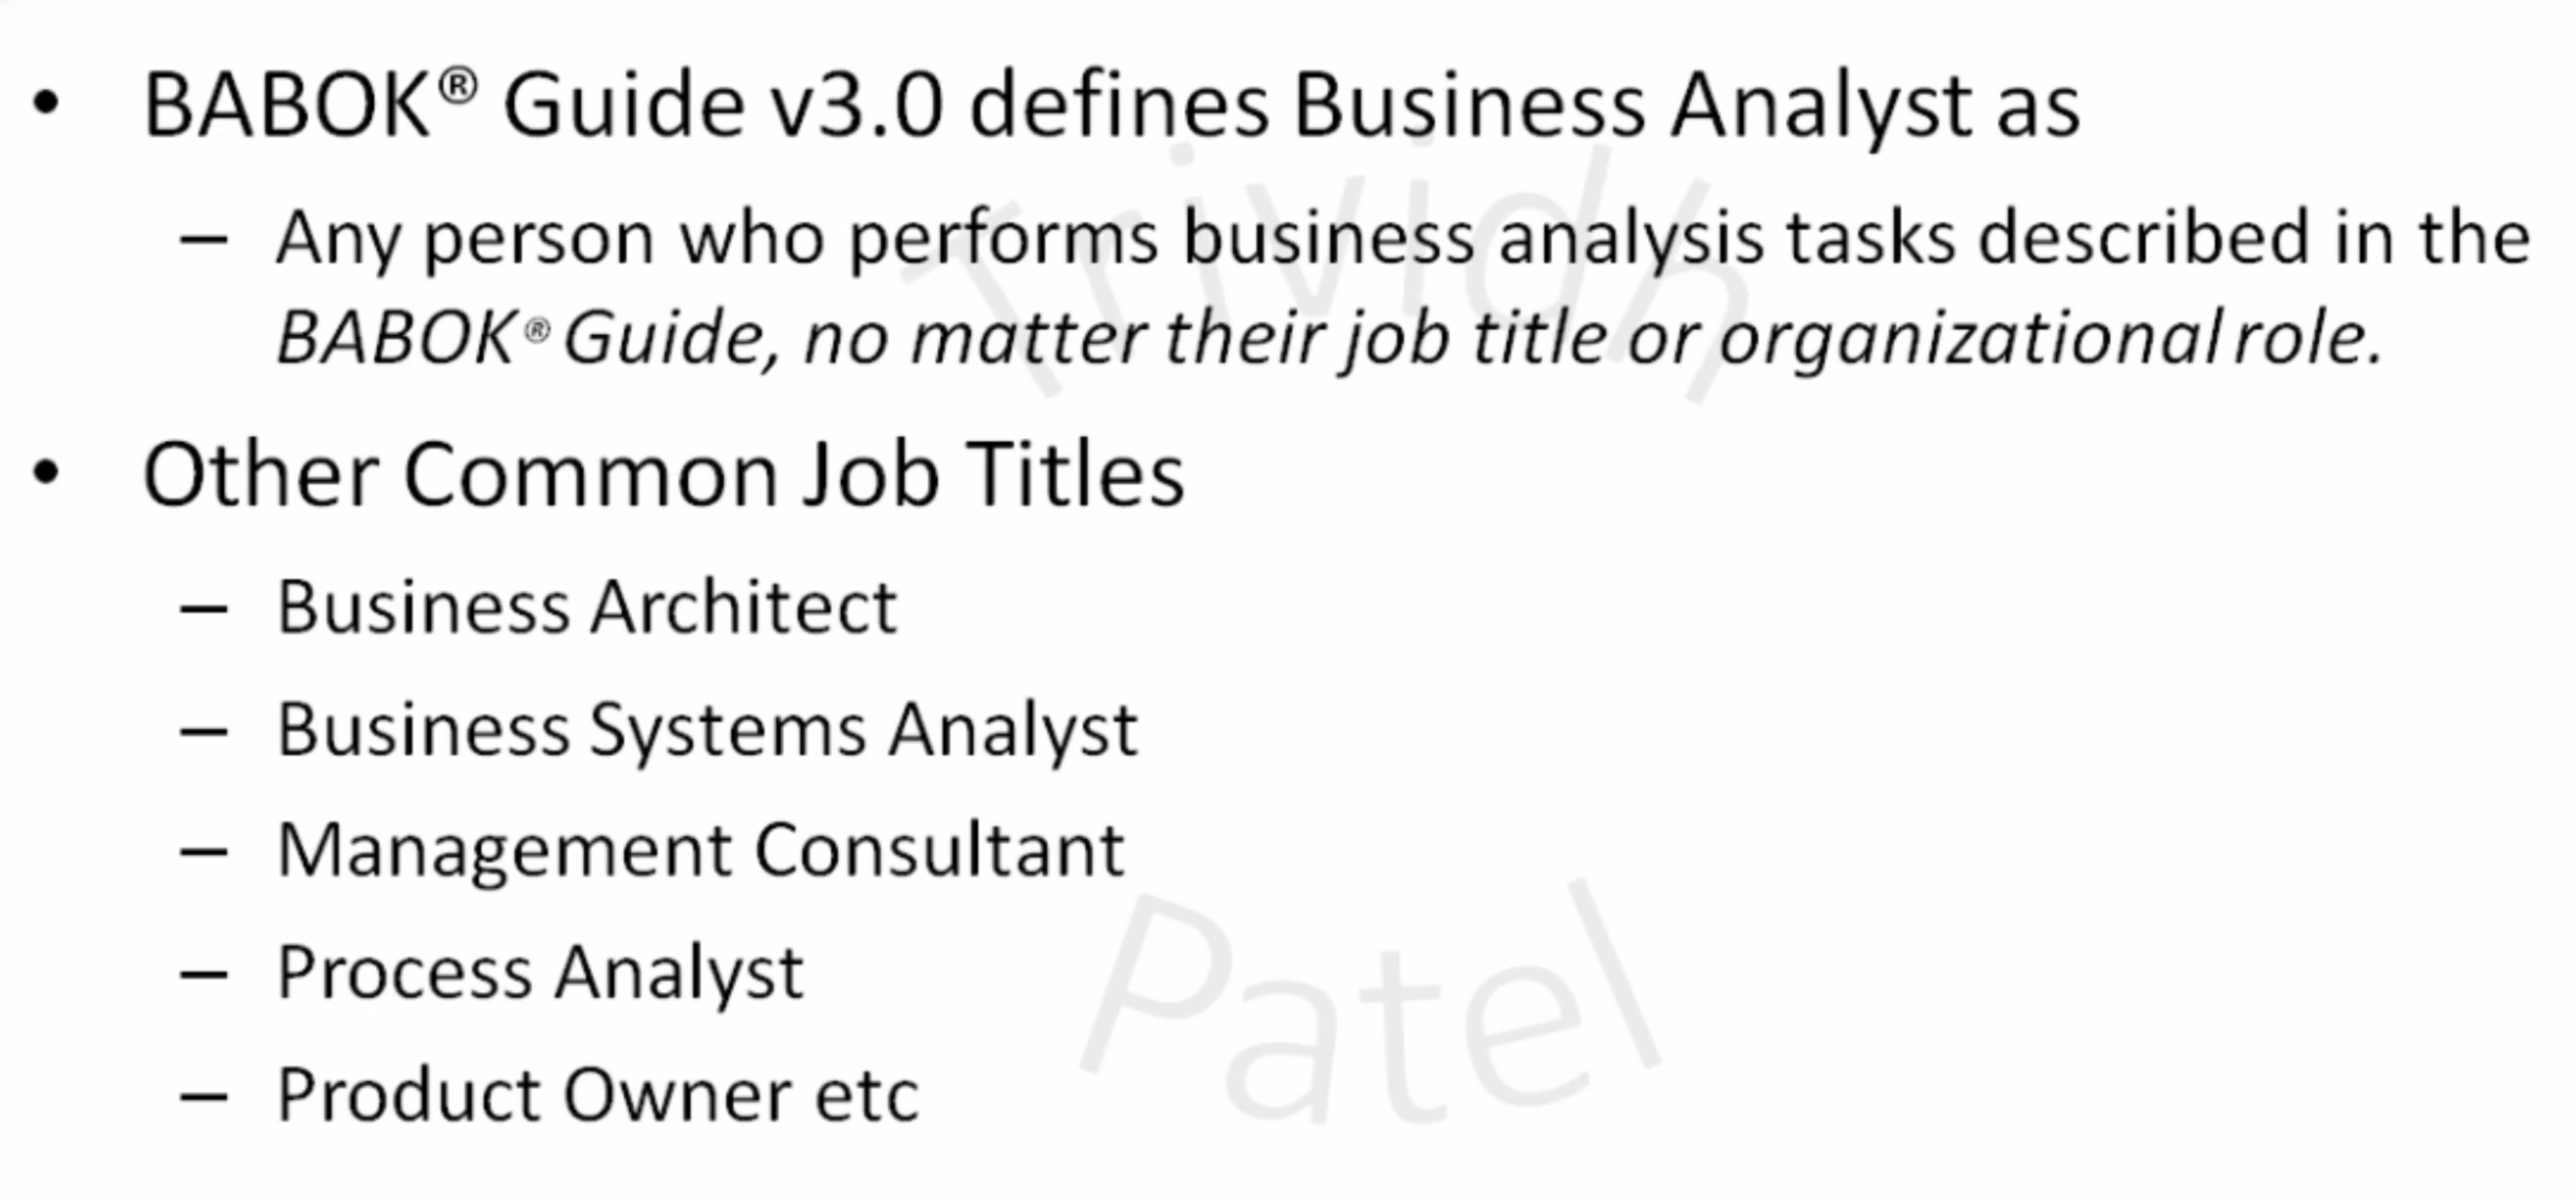 • BABOK® Guide v3.0 defines Business Analyst as
– Any person who performs business analysis tasks described in the
BABOK® Guide, no matter their job title or organizational role.
• Other Common Job Titles
– Business Architect
– Business Systems Analyst
– Management Consultant
– Process Analyst
– Product Owner etc
Trividh
Patel